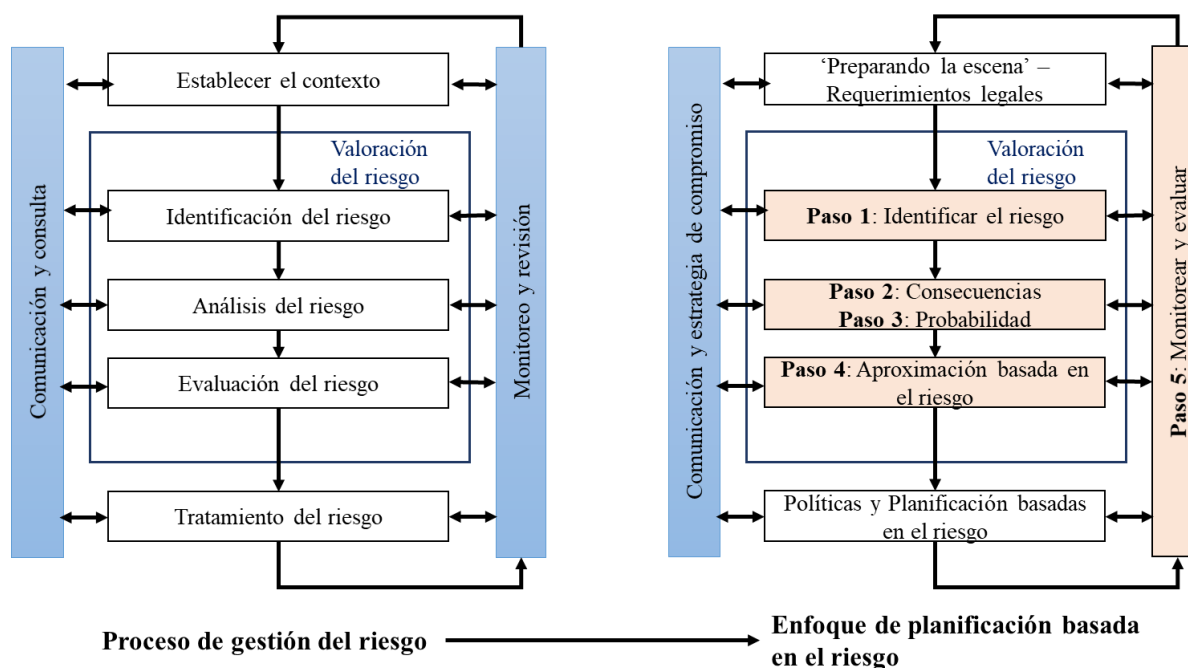 Comunicación y consulta
Establecer el contexto
Valoración
del riesgo
Identificación del riesgo
Análisis del riesgo
Evaluación del riesgo
Tratamiento del riesgo
Monitoreo y revisión
Proceso de gestión del riesgo
Comunicación y estrategia de compromiso
‘Preparando la escena’ –
Requerimientos legales
Valoración
del riesgo
Paso 1: Identificar el riesgo
Paso 2: Consecuencias
Paso 3: Probabilidad
Paso 4: Aproximación basada en
el riesgo
Políticas y Planificación basadas
en el riesgo
Paso 5: Monitorear y evaluar
Enfoque de planificación basada
en el riesgo